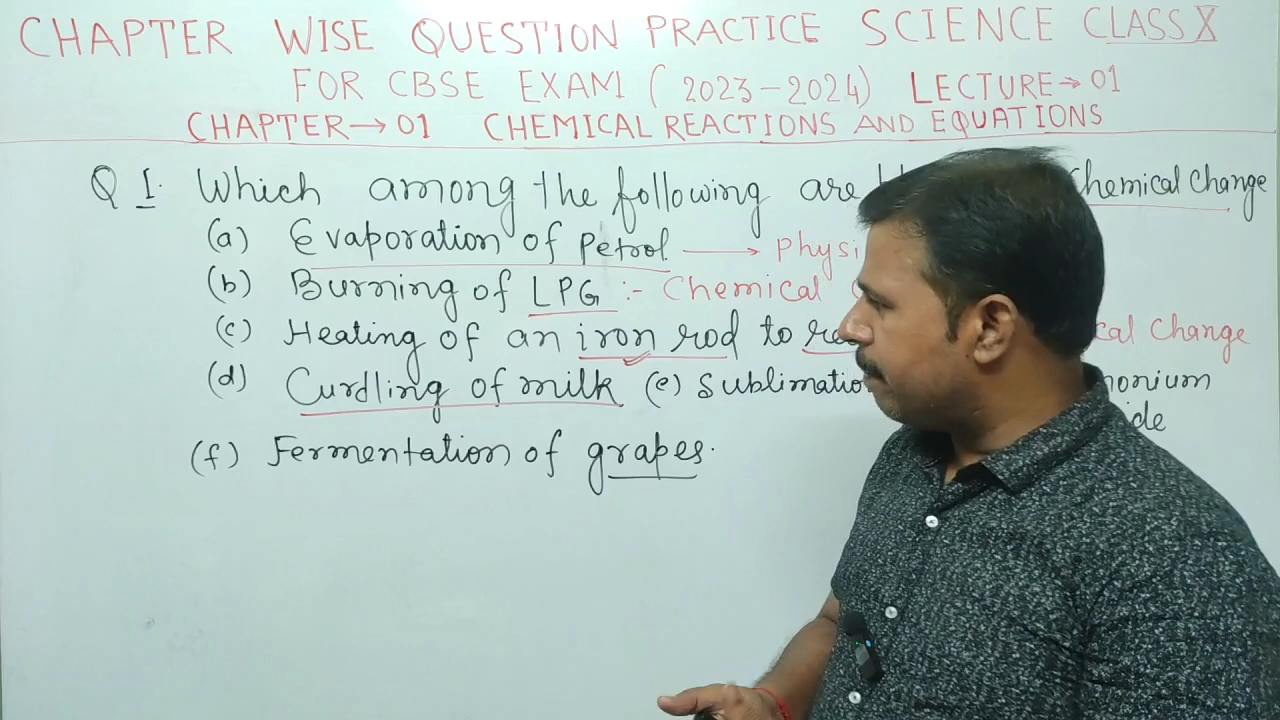 CHAPTER WISE QUESTION PRACTICE SCIENCE CLASS X
FOR CBSE EXAM (2023-2024) LECTURE→01
CHAPTER→01 CHEMICAL REACTIONS AND EQUATIONS
Q 1. Which among the following are Chemical Change
(a) Evaporation of Petrol → Physi
(b) Burning of LPG :- Chemical
(c) Heating of an iron rod to cal Change
(d) Curdling of milk (e) Sublimatio monium
ide
(f) Fermentation of grapes.